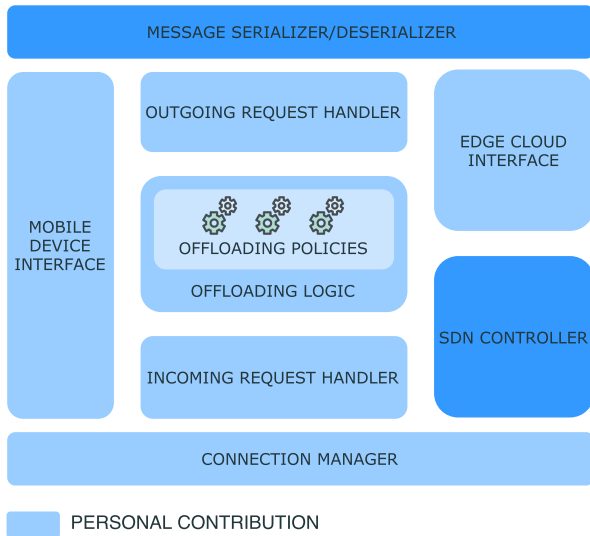 MESSAGE SERIALIZER/DESERIALIZER
OUTGOING REQUEST HANDLER
EDGE CLOUD
INTERFACE
MOBILE
DEVICE
INTERFACE
OFFLOADING POLICIES
OFFLOADING LOGIC
SDN CONTROLLER
INCOMING REQUEST HANDLER
CONNECTION MANAGER
PERSONAL CONTRIBUTION